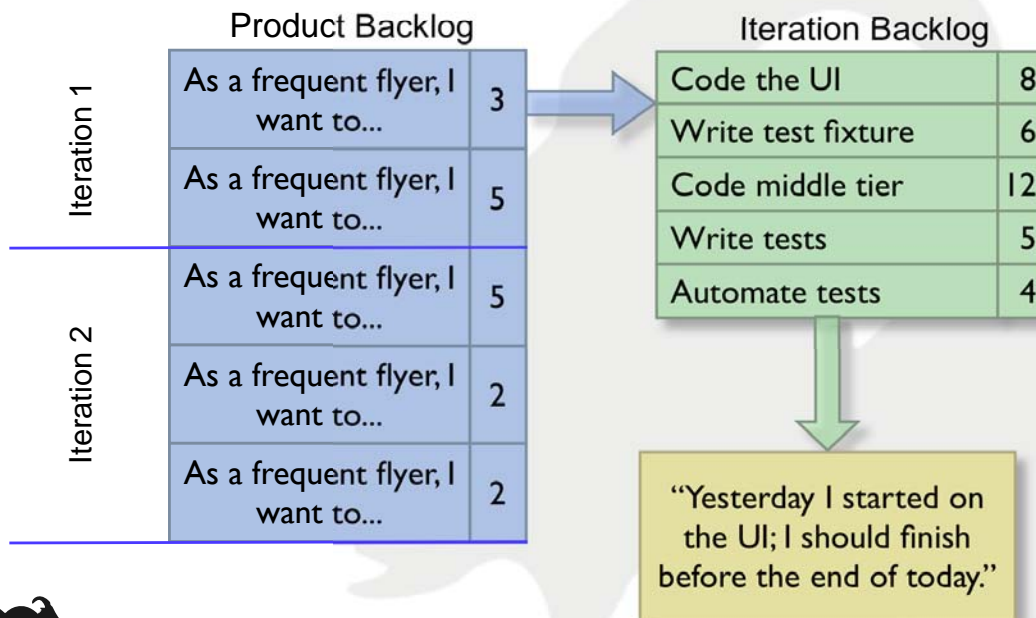 Product Backlog
Iteration 1
As a frequent flyer, I
want to...
3
As a frequent flyer, I
want to...
5
Iteration 2
As a frequent flyer, I
want to...
5
As a frequent flyer, I
want to...
2
As a frequent flyer, I
want to...
2
Iteration Backlog
Code the UI 8
Write test fixture 6
Code middle tier 12
Write tests 5
Automate tests 4
“Yesterday I started on
the UI; I should finish
before the end of today.”